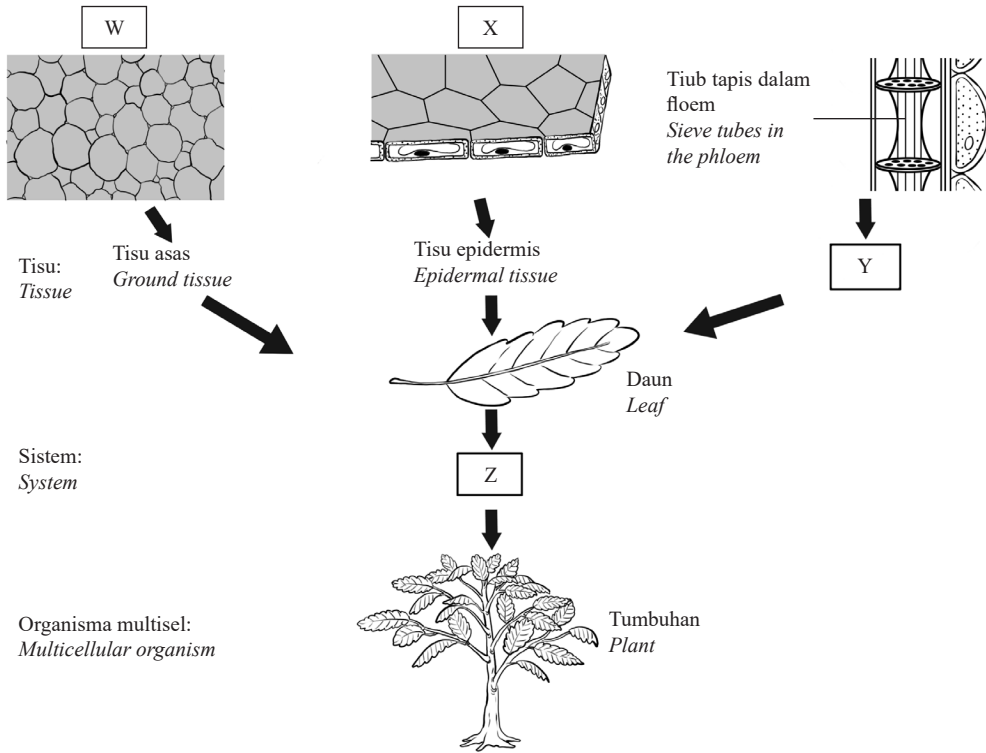 W
X
Tiub tapis dalam
floem
Sieve tubes in
the phloem
Tisu:
Tissue
Tisu asas
Ground tissue
Tisu epidermis
Epidermal tissue
Y
Daun
Leaf
Sistem:
System
Z
Organisma multisel:
Multicellular organism
Tumbuhan
Plant